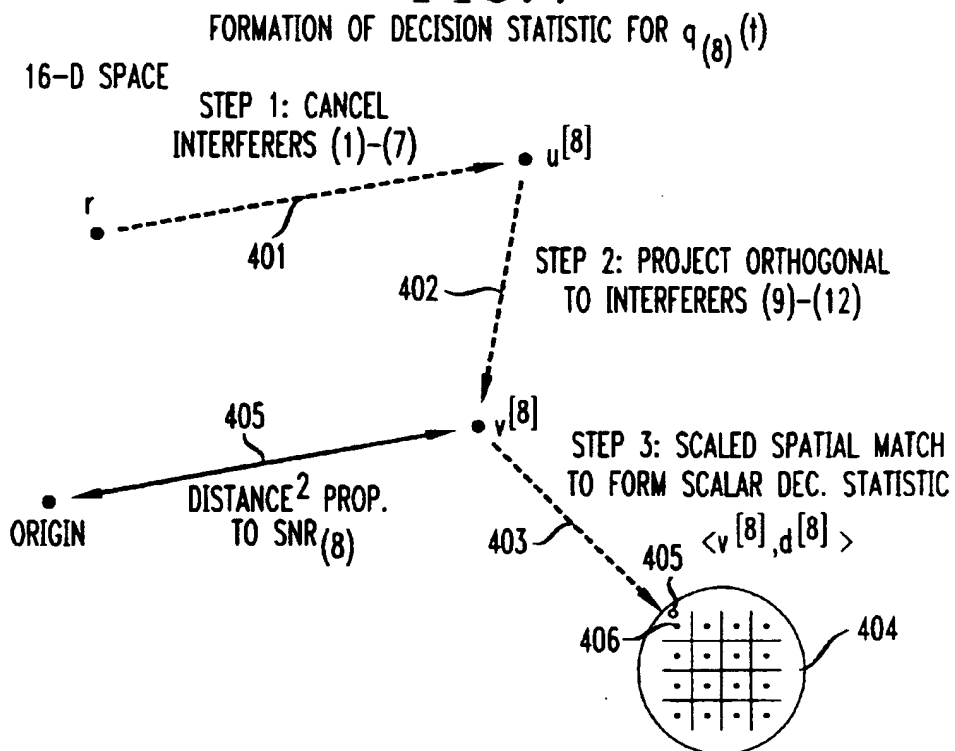 FORMATION OF DECISION STATISTIC FOR q(8)(t)
16-D SPACE
STEP 1: CANCEL
INTERFERERS (1)-(7)
u[8]
r
401
402
STEP 2: PROJECT ORTHOGONAL
TO INTERFERERS (9)-(12)
405
v[8]
STEP 3: SCALED SPATIAL MATCH
TO FORM SCALAR DEC. STATISTIC
<v[8],d[8]>
DISTANCE2 PROP.
TO SNR(8)
ORIGIN
403
405
406
404